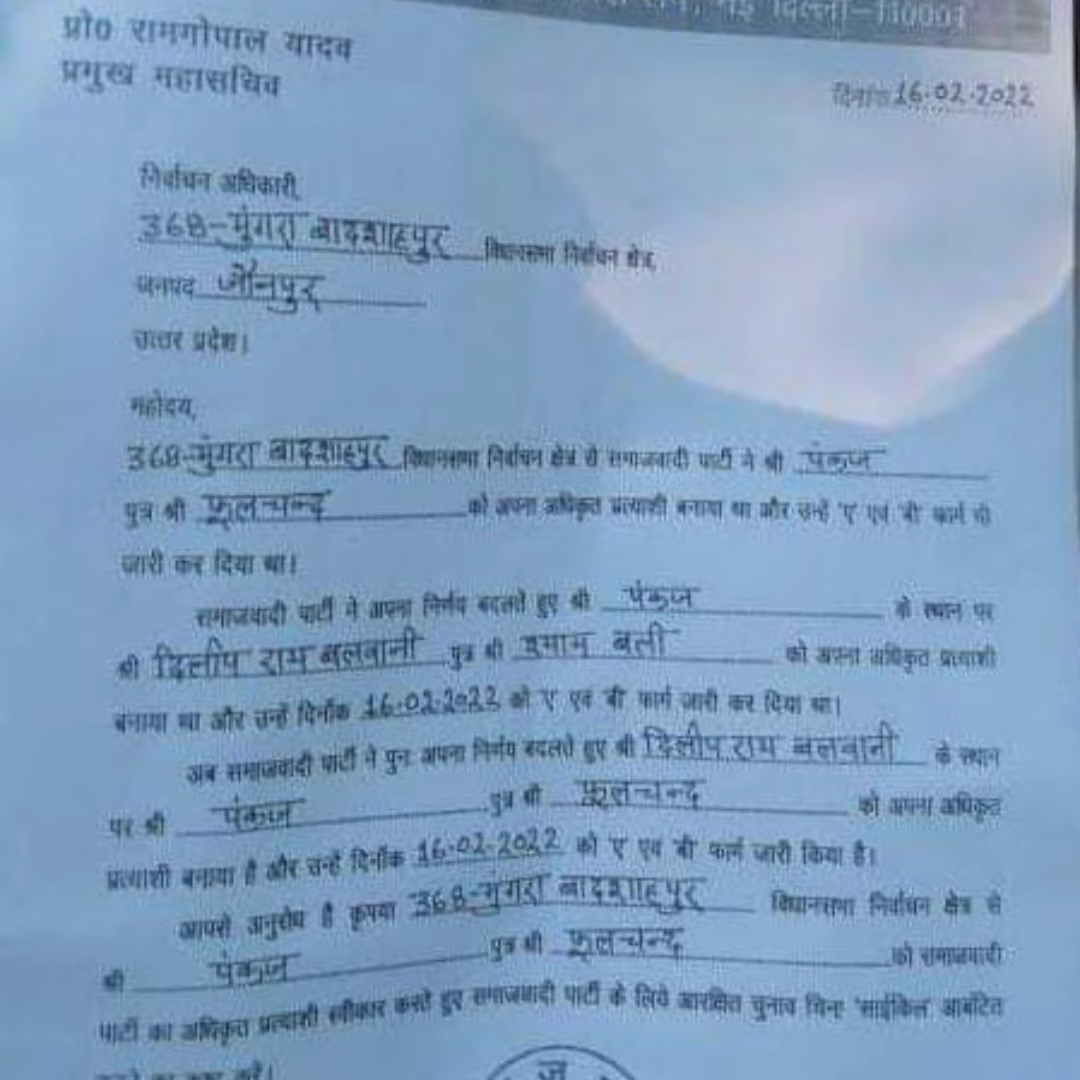 नई दिल्ली-110001
प्रो0 रामगोपाल यादव
प्रमुख महासचिव
दिनांक 16.02.2022
निर्वाचन अधिकारी,
368-मुंगरा बादशाहपुर विधानसभा निर्वाचन क्षेत्र,
जनपद जौनपुर
उत्तर प्रदेश।
महोदय,
368-मुंगरा बादशाहपुर विधानसभा निर्वाचन क्षेत्र से समाजवादी पार्टी ने श्री पंकज
पुत्र श्री फूलचन्द को अपना अधिकृत प्रत्याशी बनाया था और उन्हें 'ए' एवं 'बी' फार्म भी
जारी कर दिया था।
समाजवादी पार्टी ने अपना निर्णय बदलते हुए श्री पंकज के स्थान पर
श्री दिलीप राय बलवानी पुत्र श्री श्याम बली को अपना अधिकृत प्रत्याशी
बनाया था और उन्हें दिनाँक 16.02.2022 को 'ए' एवं 'बी' फार्म जारी कर दिया था।
अब समाजवादी पार्टी ने पुनः अपना निर्णय बदलते हुए श्री दिलीप राय बलवानी के स्थान
पर श्री पंकज पुत्र श्री फूलचन्द को अपना अधिकृत
प्रत्याशी बनाया है और उन्हें दिनाँक 16.02.2022 को 'ए' एवं 'बी' फार्म जारी किया है।
आपसे अनुरोध है कृपया 368-मुंगरा बादशाहपुर विधानसभा निर्वाचन क्षेत्र से
श्री पंकज पुत्र श्री फूलचन्द को समाजवादी
पार्टी का अधिकृत प्रत्याशी स्वीकार करते हुए समाजवादी पार्टी के लिये आरक्षित चुनाव चिन्ह 'साईकिल' आबंटित